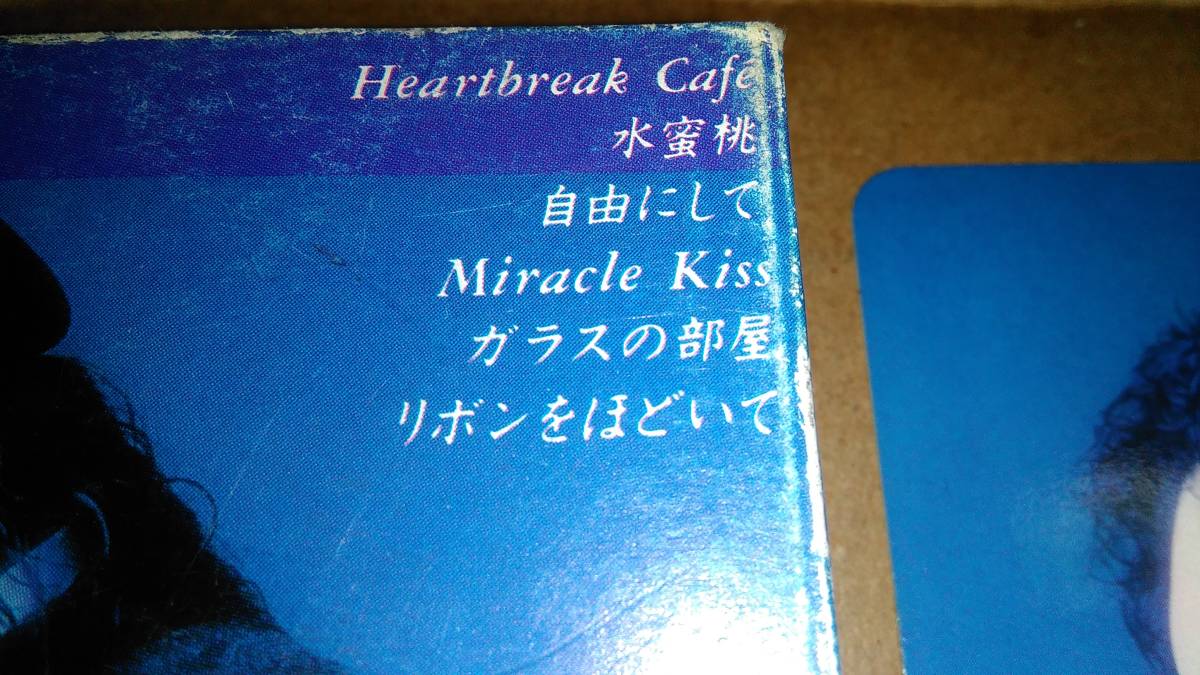 Heartbreak Café
水蜜桃
自由にして
Miracle Kiss
ガラスの部屋
リボンをほどいて